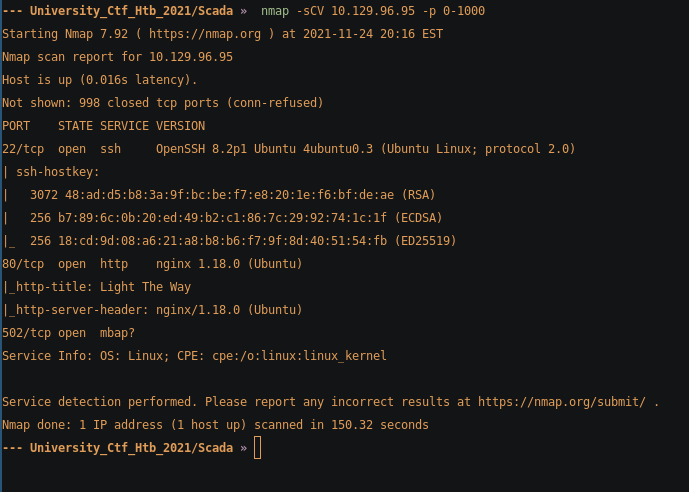 --- University_Ctf_Htb_2021/Scada »  nmap -sCV 10.129.96.95 -p 0-1000
Starting Nmap 7.92 ( https://nmap.org ) at 2021-11-24 20:16 EST
Nmap scan report for 10.129.96.95
Host is up (0.016s latency).
Not shown: 998 closed tcp ports (conn-refused)
PORT    STATE SERVICE VERSION
22/tcp  open  ssh     OpenSSH 8.2p1 Ubuntu 4ubuntu0.3 (Ubuntu Linux; protocol 2.0)
| ssh-hostkey:
|   3072 48:ad:d5:b8:3a:9f:bc:be:f7:e8:20:1e:f6:bf:de:ae (RSA)
|   256 b7:89:6c:0b:20:ed:49:b2:c1:86:7c:29:92:74:1c:1f (ECDSA)
|_  256 18:cd:9d:08:a6:21:a8:b8:b6:f7:9f:8d:40:51:54:fb (ED25519)
80/tcp  open  http    nginx 1.18.0 (Ubuntu)
|_http-title: Light The Way
|_http-server-header: nginx/1.18.0 (Ubuntu)
502/tcp open  mbap?
Service Info: OS: Linux; CPE: cpe:/o:linux:linux_kernel

Service detection performed. Please report any incorrect results at https://nmap.org/submit/ .
Nmap done: 1 IP address (1 host up) scanned in 150.32 seconds
--- University_Ctf_Htb_2021/Scada »